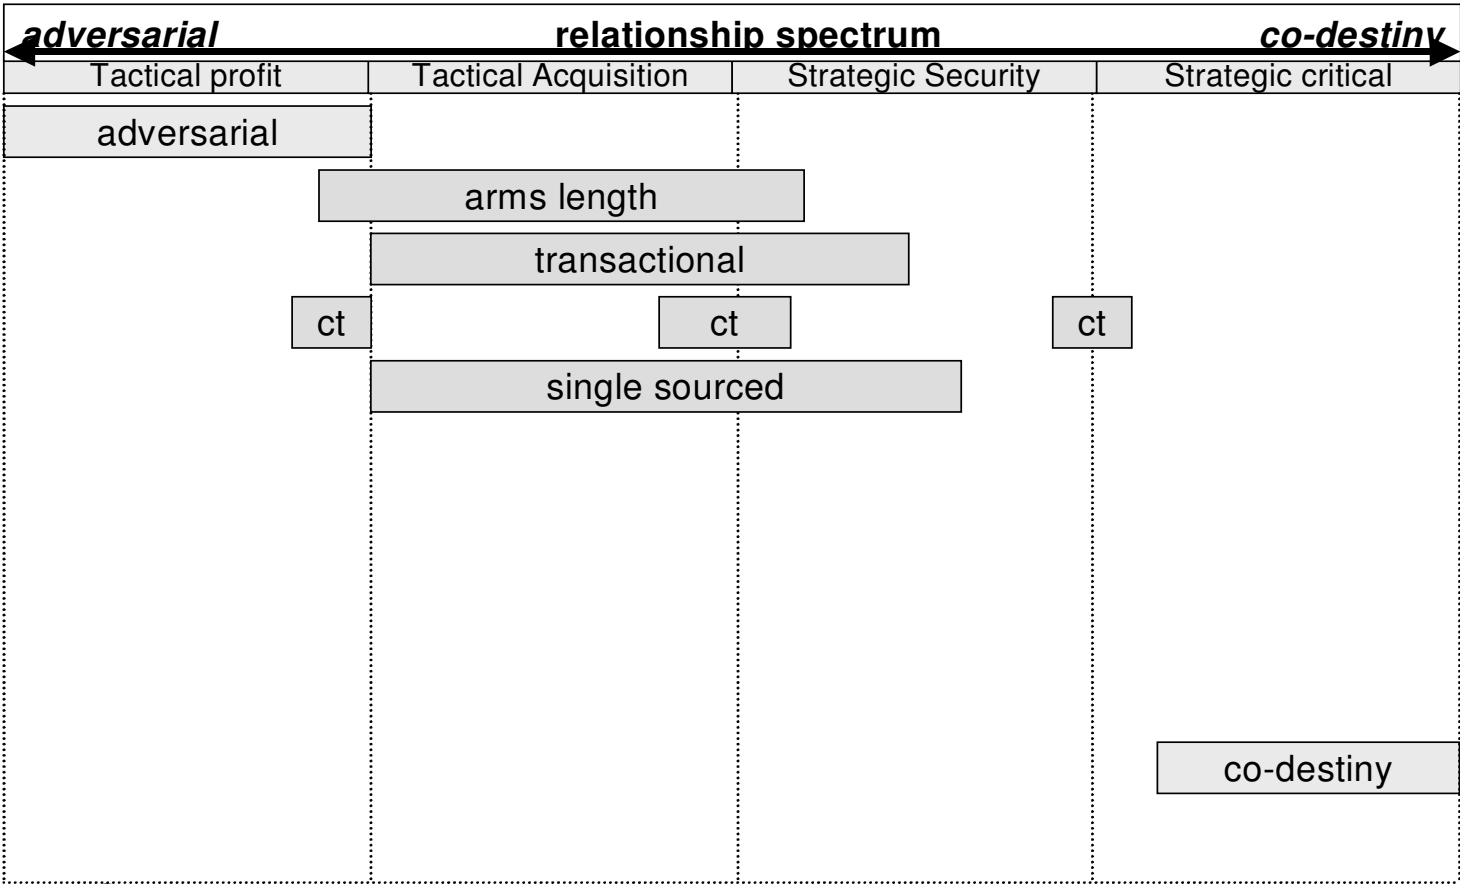 adversarial relationship spectrum co-destiny
Tactical profit Tactical Acquisition Strategic Security Strategic critical
adversarial
arms length
transactional
ct ct ct
single sourced
co-destiny